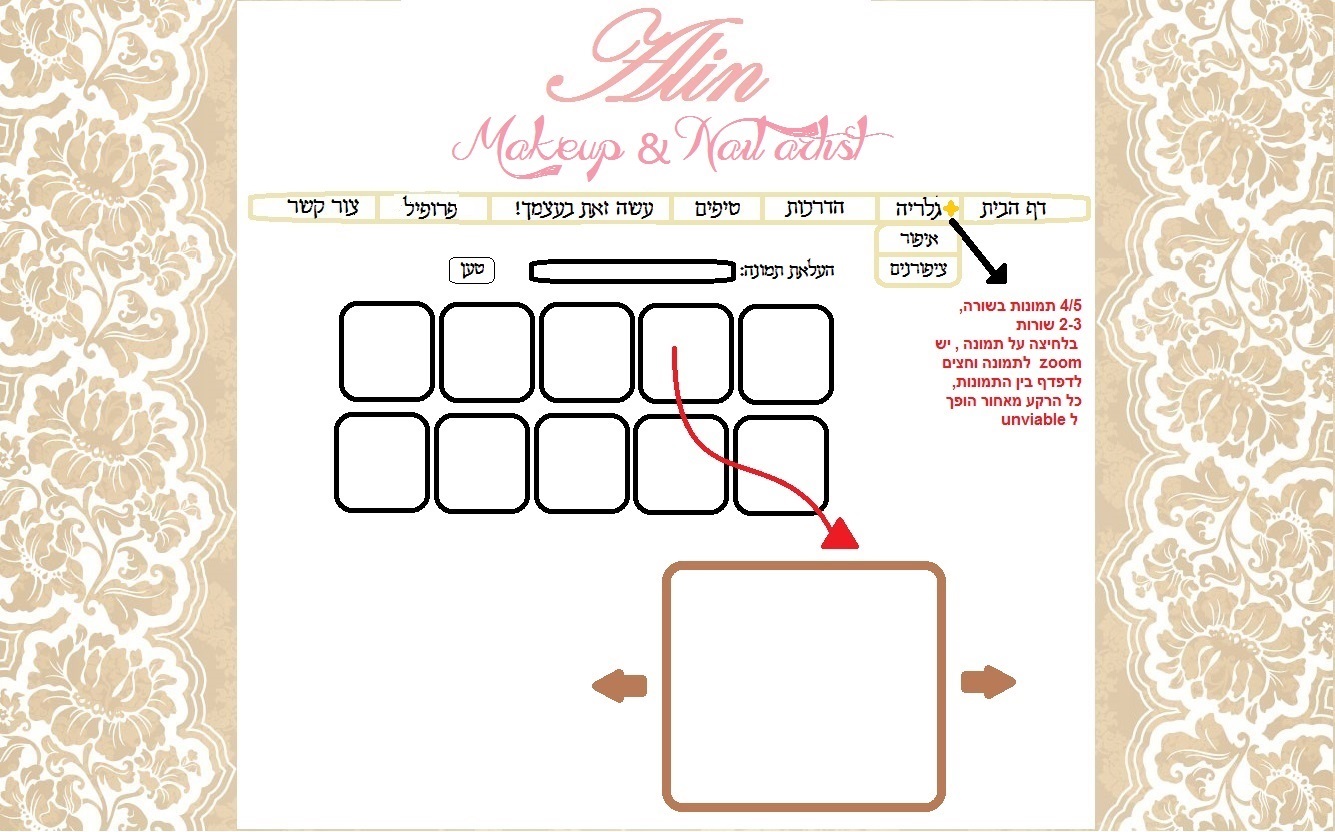 Alin
Makeup & Nail artist
דף הבית גלריה הדרכות טיפים עשה זאת בעצמך! פרופיל צור קשר
איפור
ציפורנים
העלאת תמונה: טען
4/5 תמונות בשורה,
2-3 שורות
בלחיצה על תמונה , יש
zoom לתמונה וחצים
לדפדף בין התמונות,
כל הרקע מאחור הופך
ל unviable